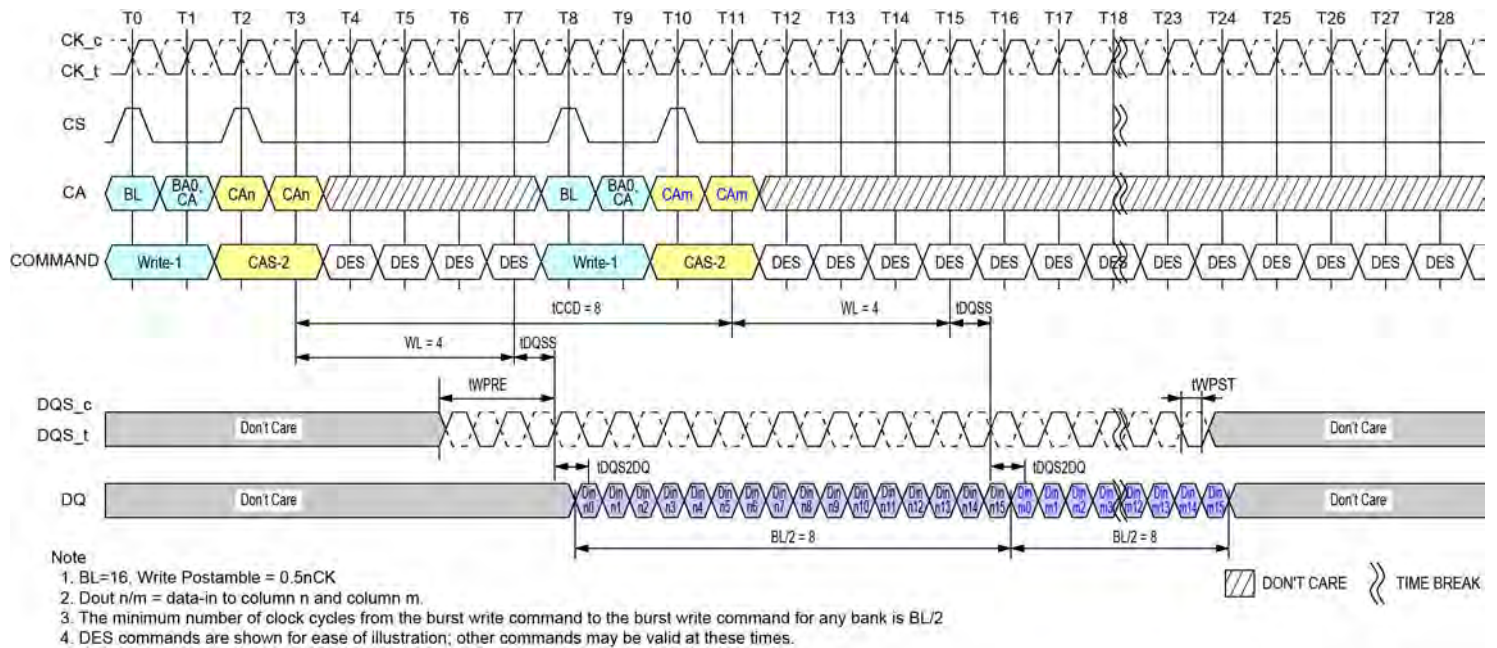 T0 T1 T2 T3 T4 T5 T6 T7 T8 T9 T10 T11 T12 T13 T14 T15 T16 T17 T18 T23 T24 T25 T26 T27 T28
CK_c
CK_t
CS
CA BL BA0, CA CAn CAn BL BA0, CA CAm CAm
COMMAND Write-1 CAS-2 DES DES DES DES Write-1 CAS-2 DES DES DES DES DES DES DES DES DES DES DES DES DES
tCCD = 8 WL = 4 tDQSS
WL = 4 tDQSS
tWPRE tWPST
DQS_c
DQS_t Don't Care Don't Care
tDQS2DQ tDQS2DQ
DQ Don't Care Din n0 Din n1 Din n2 Din n3 Din n4 Din n5 Din n6 Din n7 Din n8 Din n9 Din n10 Din n11 Din n12 Din n13 Din n14 Din n15 Din m0 Din m1 Din m2 Din m3 Din m12 Din m13 Din m14 Din m15 Don't Care
BL/2 = 8 BL/2 = 8
Note
1. BL=16, Write Postamble = 0.5nCK
2. Dout n/m = data-in to column n and column m.
3. The minimum number of clock cycles from the burst write command to the burst write command for any bank is BL/2
4. DES commands are shown for ease of illustration; other commands may be valid at these times.
DON'T CARE TIME BREAK